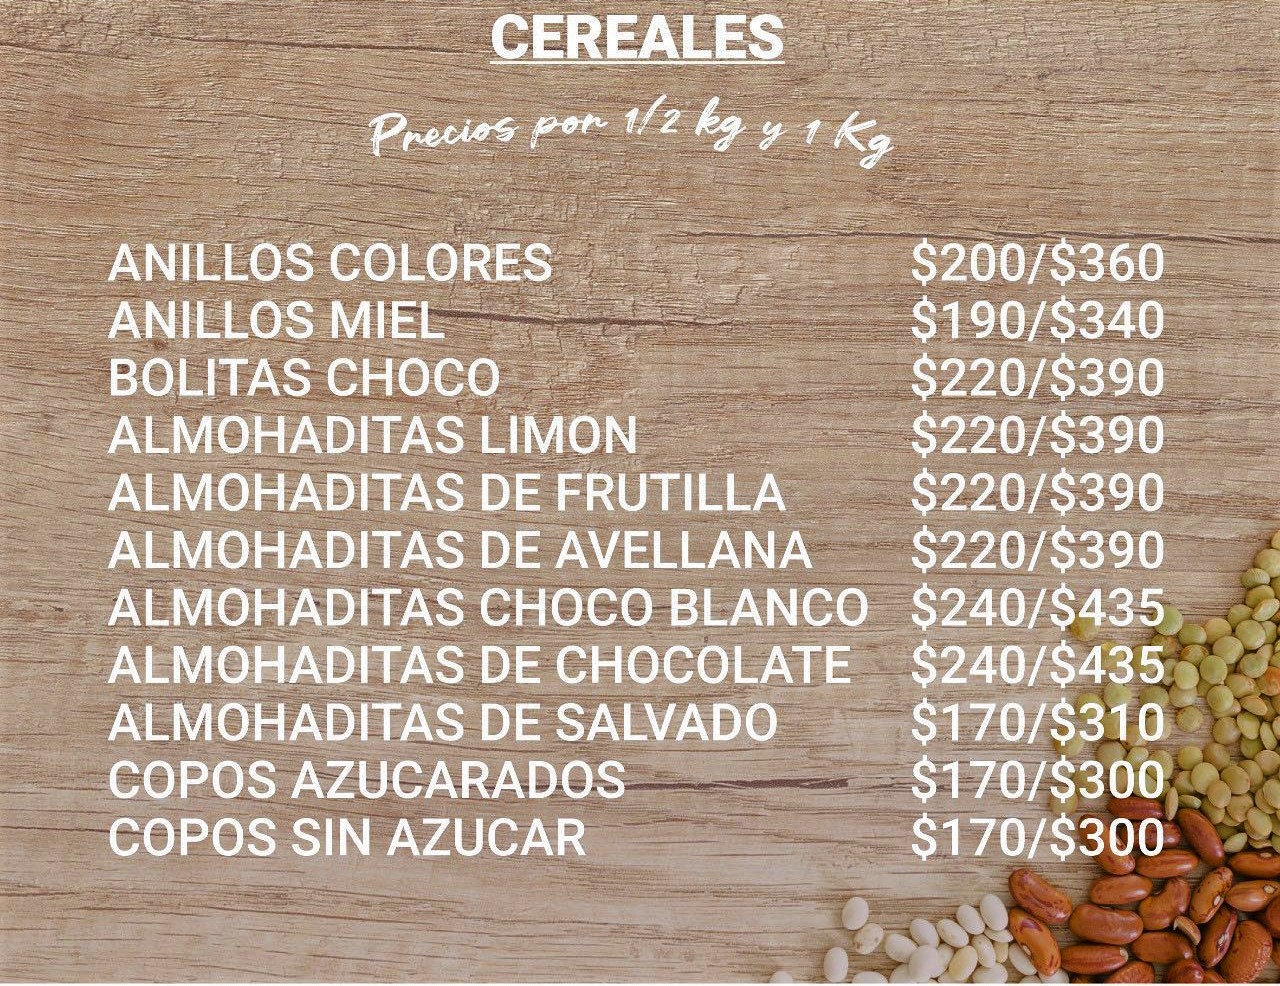 CEREALES
Precios por 1/2 kg y 1 Kg
ANILLOS COLORES $200/$360
ANILLOS MIEL $190/$340
BOLITAS CHOCO $220/$390
ALMOHADITAS LIMON $220/$390
ALMOHADITAS DE FRUTILLA $220/$390
ALMOHADITAS DE AVELLANA $220/$390
ALMOHADITAS CHOCO BLANCO $240/$435
ALMOHADITAS DE CHOCOLATE $240/$435
ALMOHADITAS DE SALVADO $170/$310
COPOS AZUCARADOS $170/$300
COPOS SIN AZUCAR $170/$300